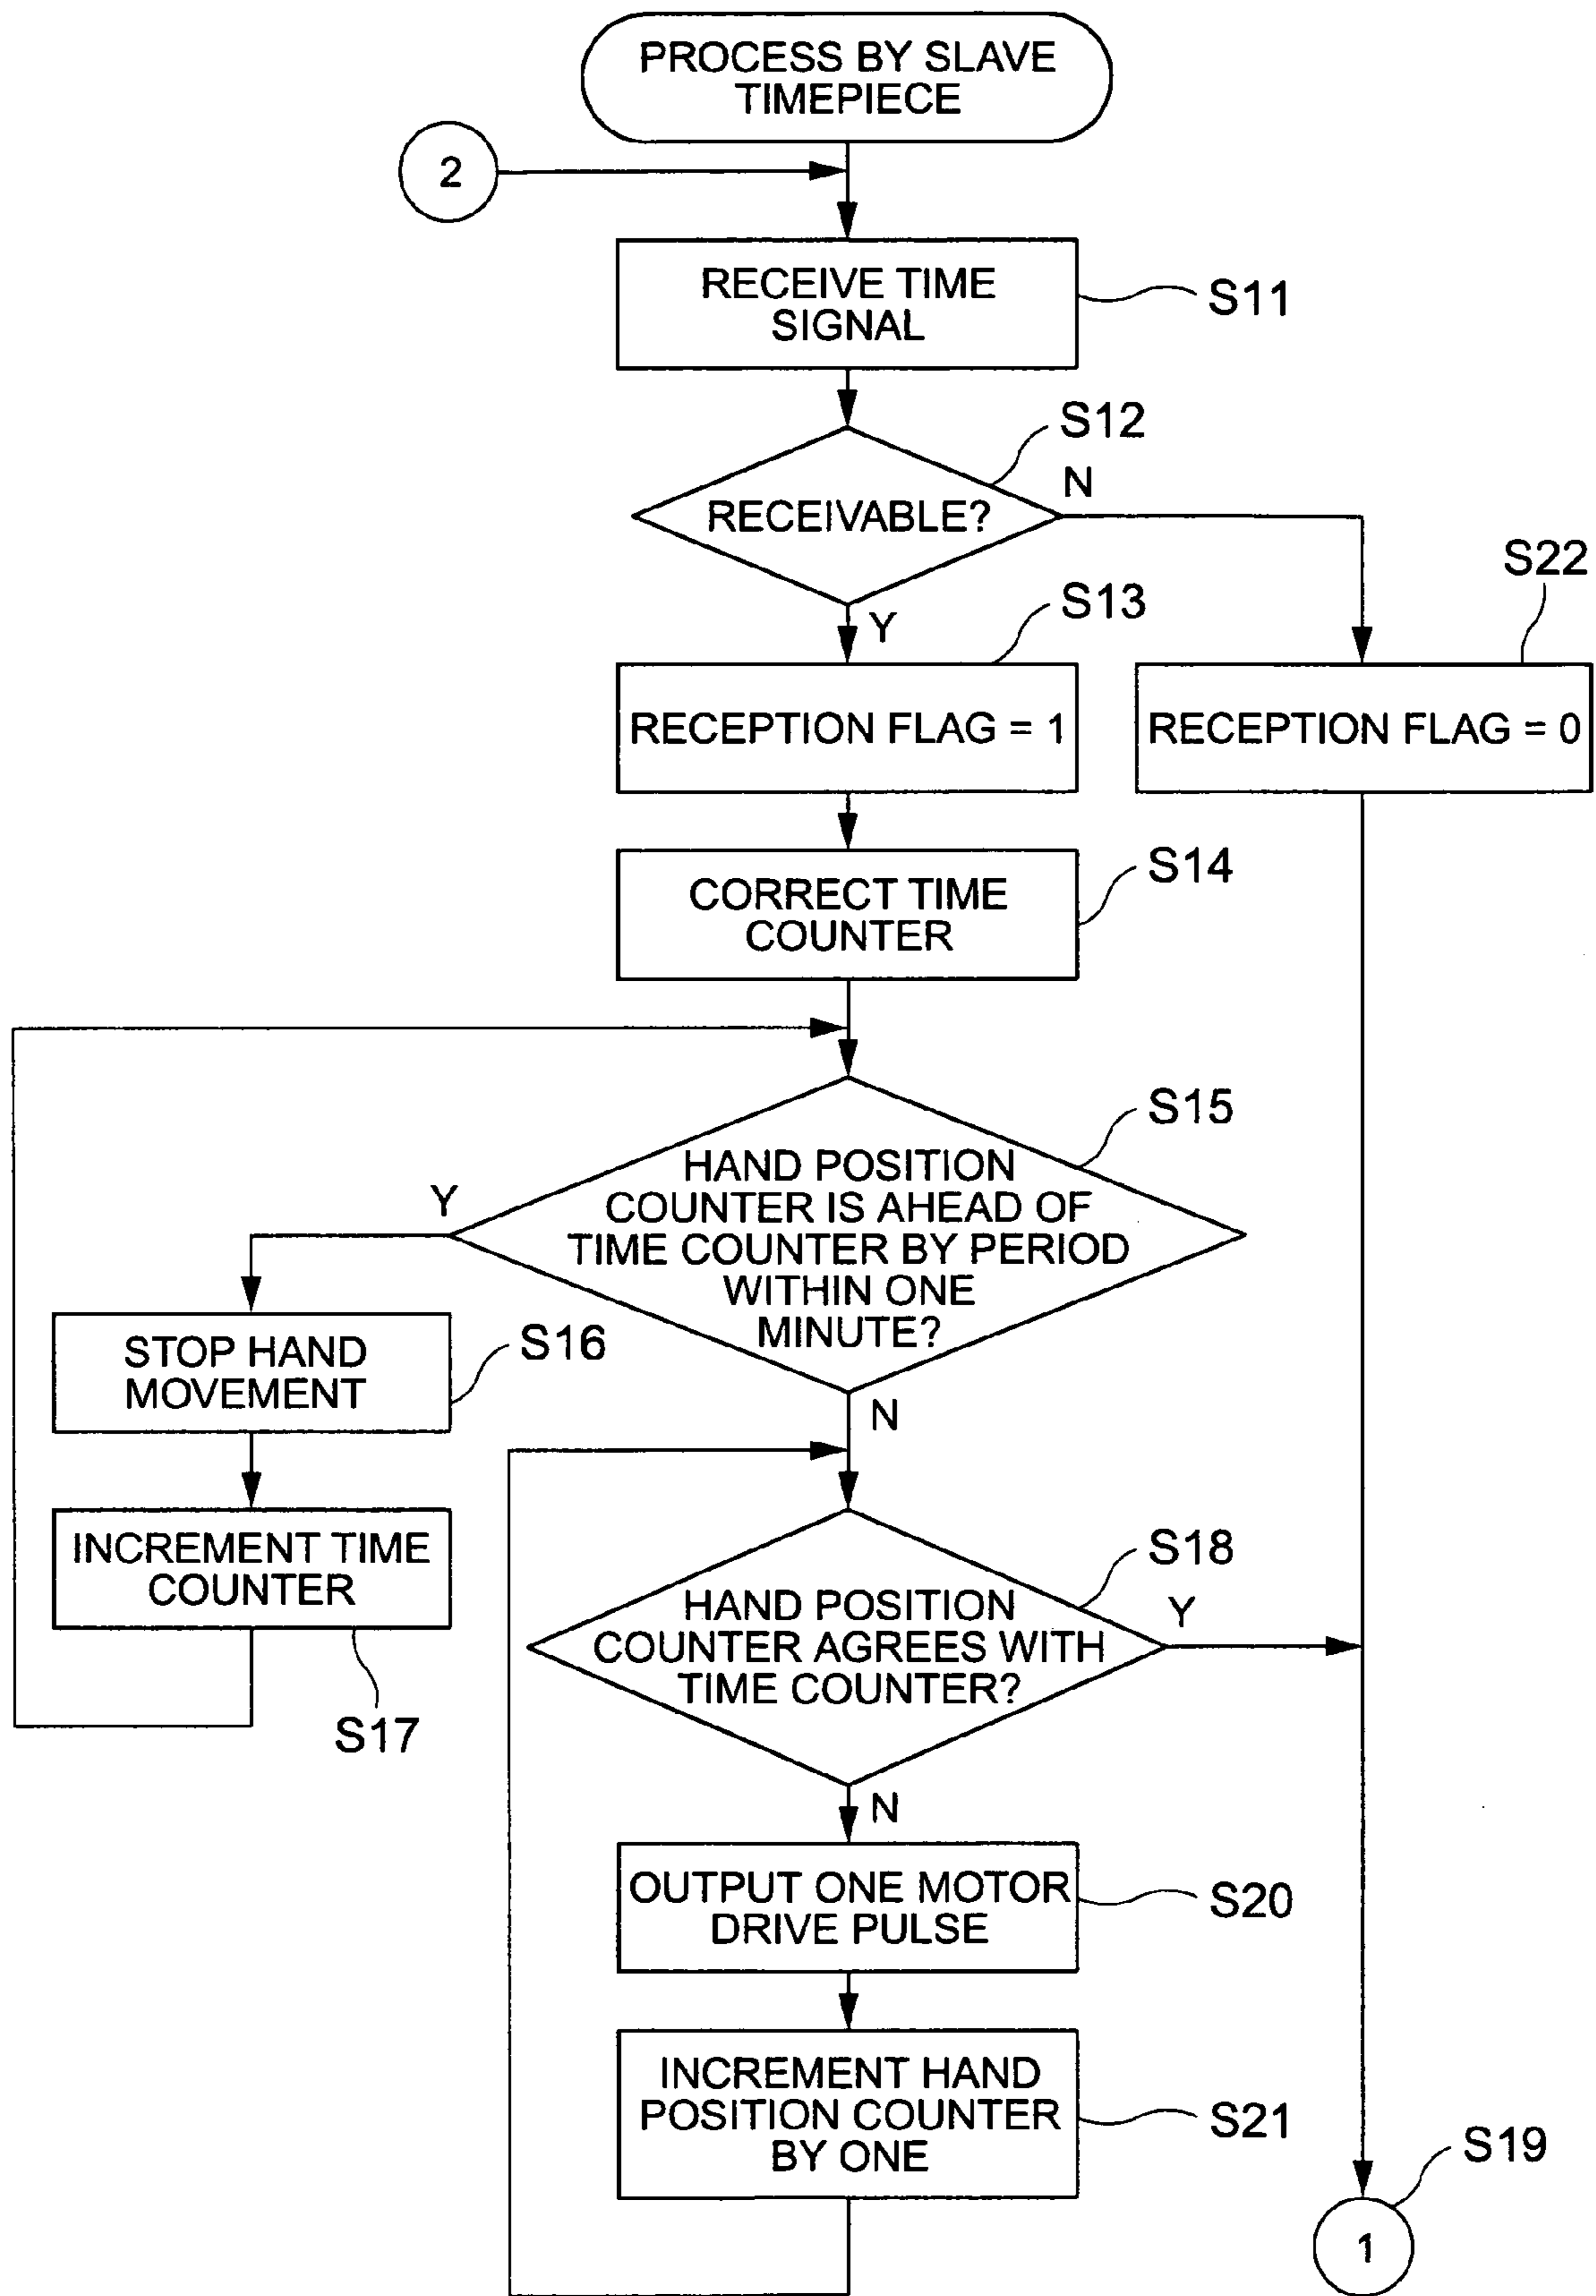 PROCESS BY SLAVE
TIMEPIECE
2
RECEIVE TIME
SIGNAL
S11
S12
RECEIVABLE?
N
Y
S13
S22
RECEPTION FLAG = 1
RECEPTION FLAG = 0
CORRECT TIME
COUNTER
S14
S15
HAND POSITION
COUNTER IS AHEAD OF
TIME COUNTER BY PERIOD
WITHIN ONE
MINUTE?
Y
N
STOP HAND
MOVEMENT
S16
INCREMENT TIME
COUNTER
S17
S18
HAND POSITION
COUNTER AGREES WITH
TIME COUNTER?
Y
N
OUTPUT ONE MOTOR
DRIVE PULSE
S20
INCREMENT HAND
POSITION COUNTER
BY ONE
S21
S19
1